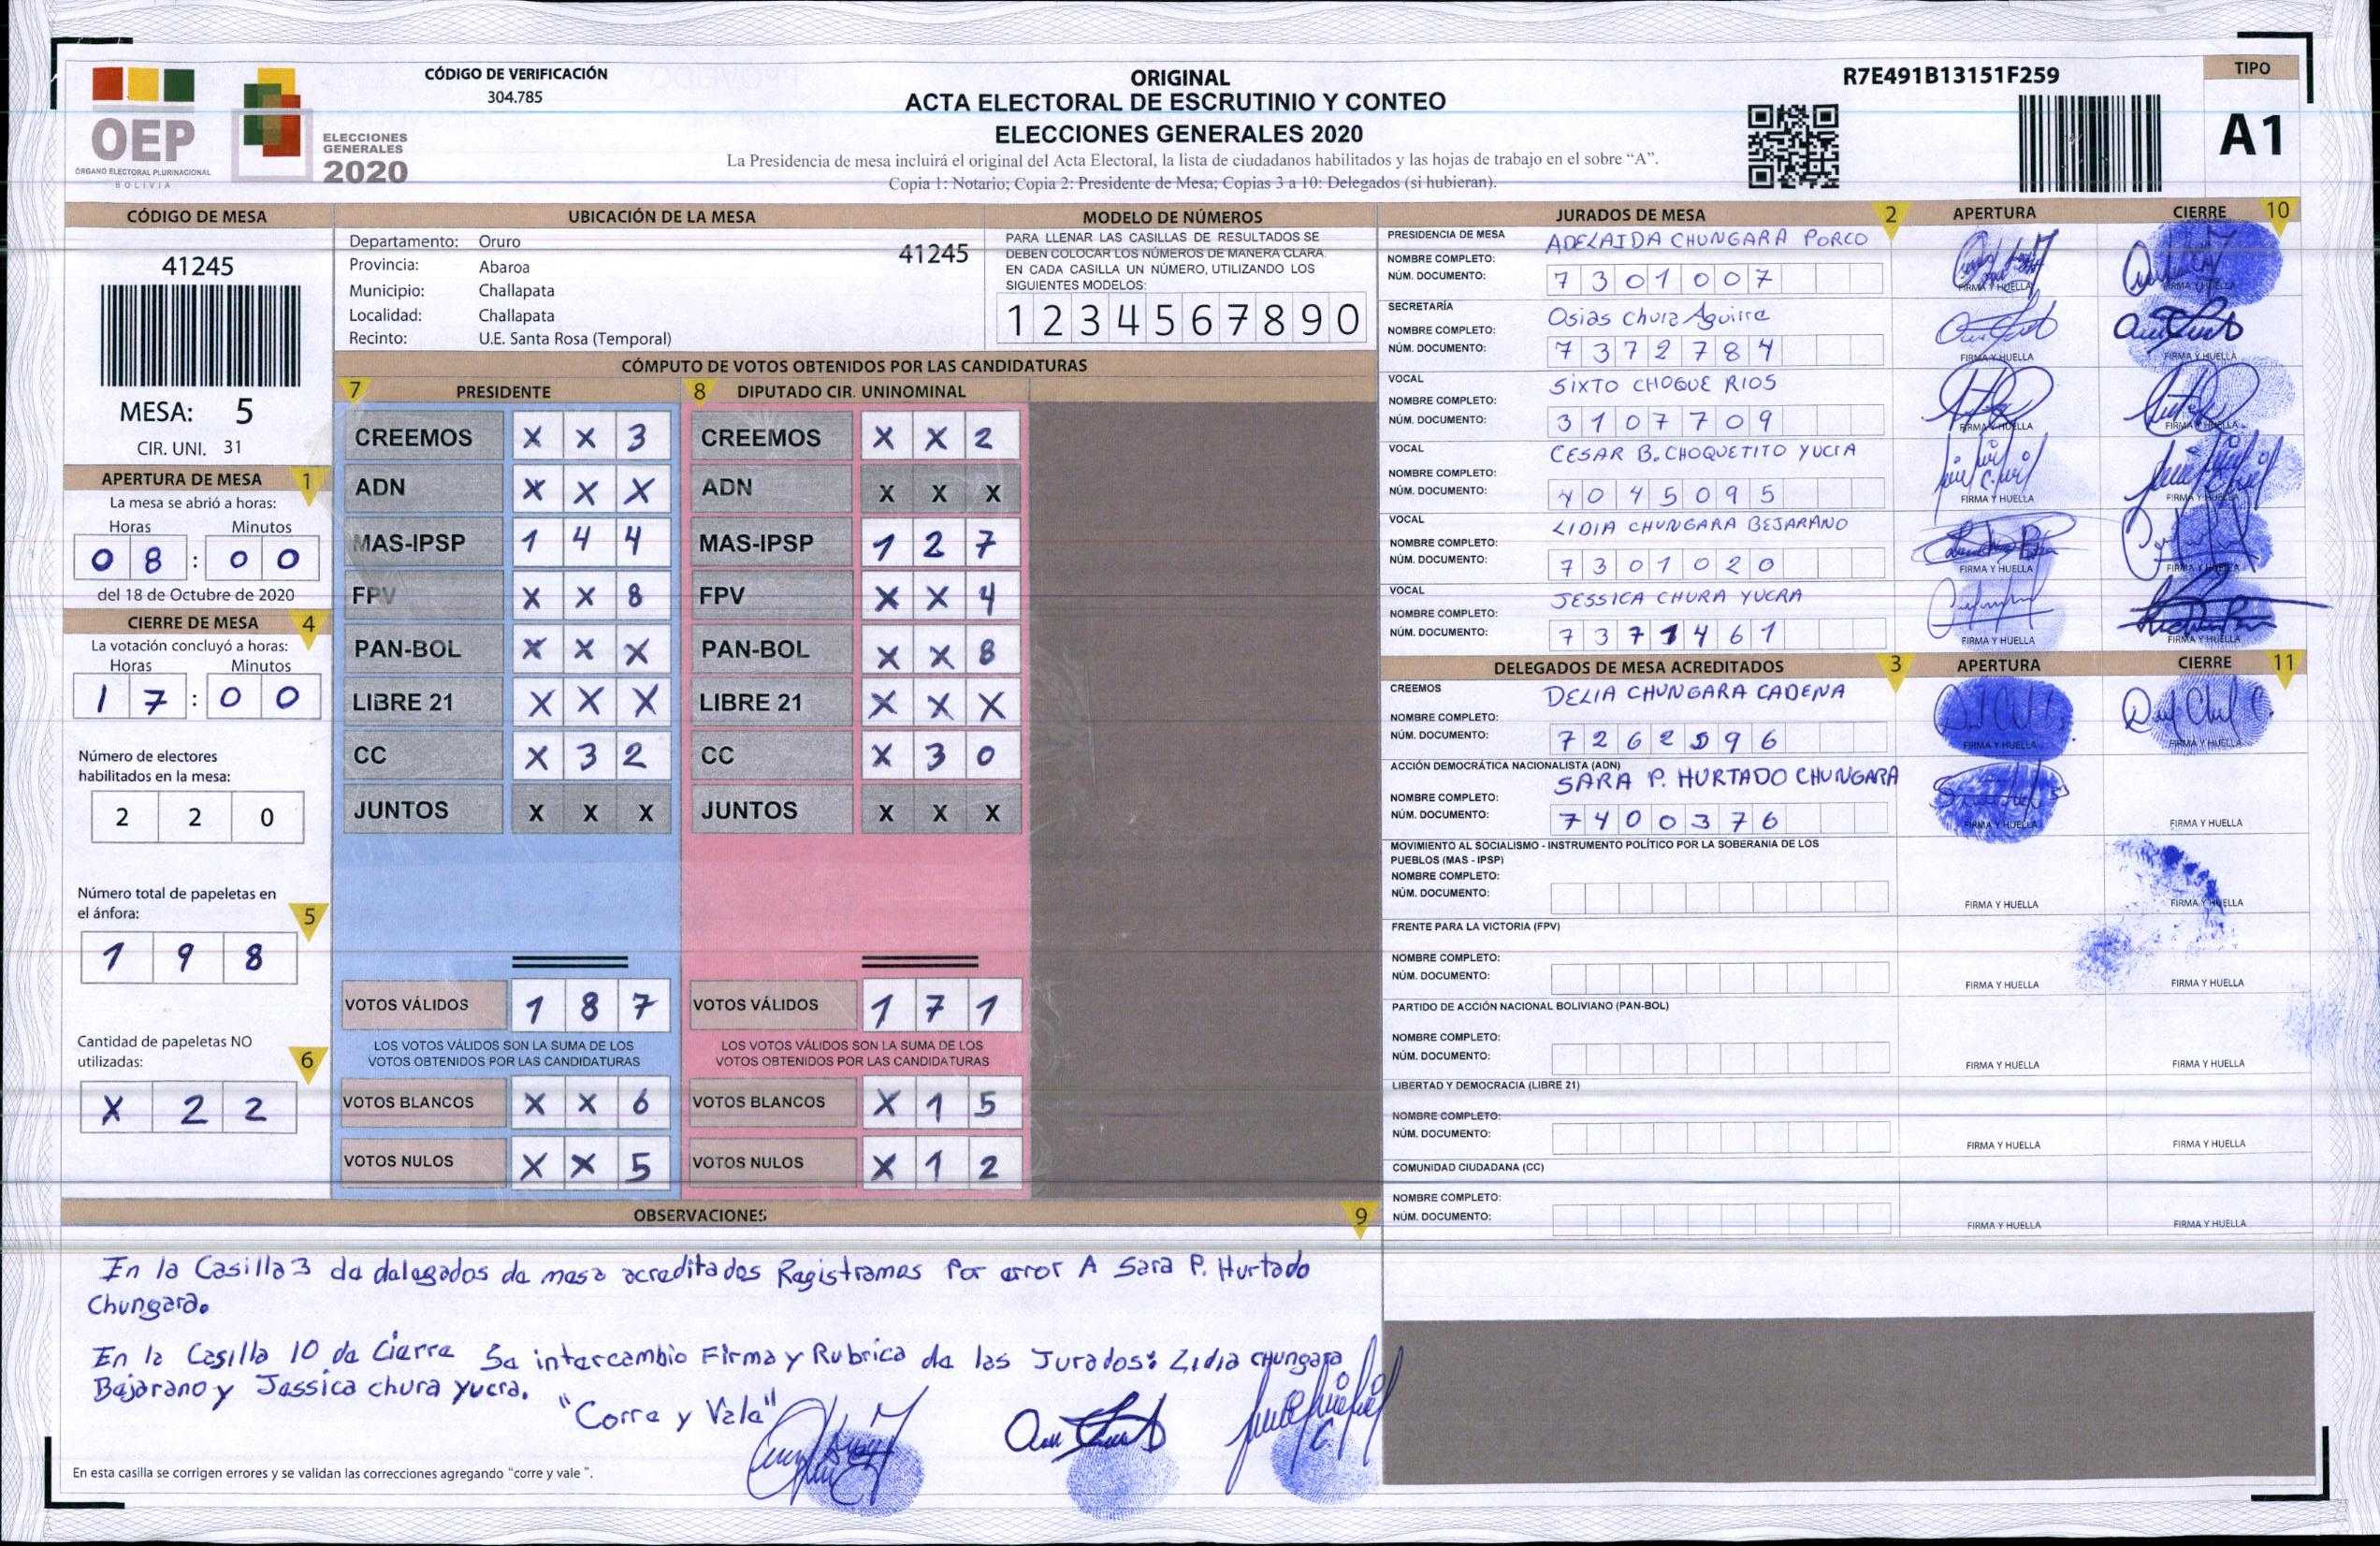 OEP
ÓRGANO ELECTORAL PLURINACIONAL
BOLIVIA
ELECCIONES
GENERALES
2020
CÓDIGO DE VERIFICACIÓN
304.785
ORIGINAL
ACTA ELECTORAL DE ESCRUTINIO Y CONTEO
ELECCIONES GENERALES 2020
La Presidencia de mesa incluirá el original del Acta Electoral, la lista de ciudadanos habilitados y las hojas de trabajo en el sobre “A”.
Copia 1: Notario; Copia 2: Presidente de Mesa; Copias 3 a 10: Delegados (si hubieran).
R7E491B13151F259
TIPO
A1
CÓDIGO DE MESA
41245
MESA: 5
CIR. UNI. 31
APERTURA DE MESA 1
La mesa se abrió a horas:
Horas Minutos
0 8 : 0 0
del 18 de Octubre de 2020
CIERRE DE MESA 4
La votación concluyó a horas:
Horas Minutos
1 7 : 0 0
Número de electores
habilitados en la mesa:
2 2 0
Número total de papeletas en
el ánfora: 5
1 9 8
Cantidad de papeletas NO
utilizadas: 6
X 2 2
UBICACIÓN DE LA MESA
Departamento: Oruro 41245
Provincia: Abaroa
Municipio: Challapata
Localidad: Challapata
Recinto: U.E. Santa Rosa (Temporal)
MODELO DE NÚMEROS
PARA LLENAR LAS CASILLAS DE RESULTADOS SE
DEBEN COLOCAR LOS NÚMEROS DE MANERA CLARA
EN CADA CASILLA UN NÚMERO, UTILIZANDO LOS
SIGUIENTES MODELOS:
1 2 3 4 5 6 7 8 9 0
CÓMPUTO DE VOTOS OBTENIDOS POR LAS CANDIDATURAS
7 PRESIDENTE 8 DIPUTADO CIR. UNINOMINAL
CREEMOS X X 3 CREEMOS X X 2
ADN X X X ADN X X X
MAS-IPSP 1 4 4 MAS-IPSP 1 2 7
FPV X X 8 FPV X X 4
PAN-BOL X X X PAN-BOL X X 8
LIBRE 21 X X X LIBRE 21 X X X
CC X 3 2 CC X 3 0
JUNTOS X X X JUNTOS X X X
VOTOS VÁLIDOS 1 8 7 VOTOS VÁLIDOS 1 7 1
LOS VOTOS VÁLIDOS SON LA SUMA DE LOS LOS VOTOS VÁLIDOS SON LA SUMA DE LOS
VOTOS OBTENIDOS POR LAS CANDIDATURAS VOTOS OBTENIDOS POR LAS CANDIDATURAS
VOTOS BLANCOS X X 6 VOTOS BLANCOS X 1 5
VOTOS NULOS X X 5 VOTOS NULOS X 1 2
JURADOS DE MESA 2 APERTURA CIERRE 10
PRESIDENCIA DE MESA ADELAIDA CHUNGARA PORCO
NOMBRE COMPLETO:
NÚM. DOCUMENTO: 7 3 0 1 0 0 7
FIRMA Y HUELLA FIRMA Y HUELLA
SECRETARÍA Osias Chura Aguirre
NOMBRE COMPLETO:
NÚM. DOCUMENTO: 7 3 7 2 7 8 4
FIRMA Y HUELLA FIRMA Y HUELLA
VOCAL SIXTO CHOQUE RIOS
NOMBRE COMPLETO:
NÚM. DOCUMENTO: 3 1 0 7 7 0 9
FIRMA Y HUELLA FIRMA Y HUELLA
VOCAL CESAR B. CHOQUETITO YUCRA
NOMBRE COMPLETO:
NÚM. DOCUMENTO: 4 0 4 5 0 9 5
FIRMA Y HUELLA FIRMA Y HUELLA
VOCAL LIDIA CHUNGARA BEJARANO
NOMBRE COMPLETO:
NÚM. DOCUMENTO: 7 3 0 1 0 2 0
FIRMA Y HUELLA FIRMA Y HUELLA
VOCAL JESSICA CHURA YUCRA
NOMBRE COMPLETO:
NÚM. DOCUMENTO: 7 3 7 1 4 6 1
FIRMA Y HUELLA FIRMA Y HUELLA
DELEGADOS DE MESA ACREDITADOS 3 APERTURA CIERRE 11
CREEMOS DELIA CHUNGARA CADENA
NOMBRE COMPLETO:
NÚM. DOCUMENTO: 7 2 6 2 5 9 6
FIRMA Y HUELLA FIRMA Y HUELLA
ACCIÓN DEMOCRÁTICA NACIONALISTA (ADN)
SARA P. HURTADO CHUNGARA
NOMBRE COMPLETO:
NÚM. DOCUMENTO: 7 4 0 0 3 7 6
FIRMA Y HUELLA FIRMA Y HUELLA
MOVIMIENTO AL SOCIALISMO - INSTRUMENTO POLÍTICO POR LA SOBERANIA DE LOS
PUEBLOS (MAS - IPSP)
NOMBRE COMPLETO:
NÚM. DOCUMENTO:
FIRMA Y HUELLA FIRMA Y HUELLA
FRENTE PARA LA VICTORIA (FPV)
NOMBRE COMPLETO:
NÚM. DOCUMENTO:
FIRMA Y HUELLA FIRMA Y HUELLA
PARTIDO DE ACCIÓN NACIONAL BOLIVIANO (PAN-BOL)
NOMBRE COMPLETO:
NÚM. DOCUMENTO:
FIRMA Y HUELLA FIRMA Y HUELLA
LIBERTAD Y DEMOCRACIA (LIBRE 21)
NOMBRE COMPLETO:
NÚM. DOCUMENTO:
FIRMA Y HUELLA FIRMA Y HUELLA
COMUNIDAD CIUDADANA (CC)
NOMBRE COMPLETO:
NÚM. DOCUMENTO:
FIRMA Y HUELLA FIRMA Y HUELLA
OBSERVACIONES 9
En la Casilla 3 de delegados de mesa acreditados Registramos Por error A Sara P. Hurtado
Chungara.
En la Casilla 10 de Cierre Se intercambio Firma y Rubrica de las Jurados: Lidia CHungara
Bejarano y Jessica chura yucra.
"Corre y Vale"
En esta casilla se corrigen errores y se validan las correcciones agregando “corre y vale ”.